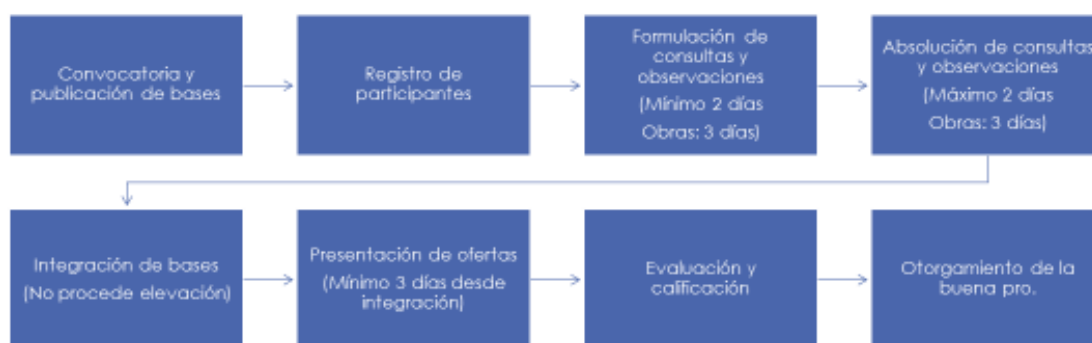 Convocatoria y
publicación de bases
Registro de
participantes
Formulación de
consultas y
observaciones
(Mínimo 2 días
Obras: 3 días)
Absolución de consultas
y observaciones
(Máximo 2 días
Obras: 3 días)
Integración de bases
(No procede elevación)
Presentación de ofertas
(Mínimo 3 días desde
integración)
Evaluación y
calificación
Otorgamiento de la
buena pro.